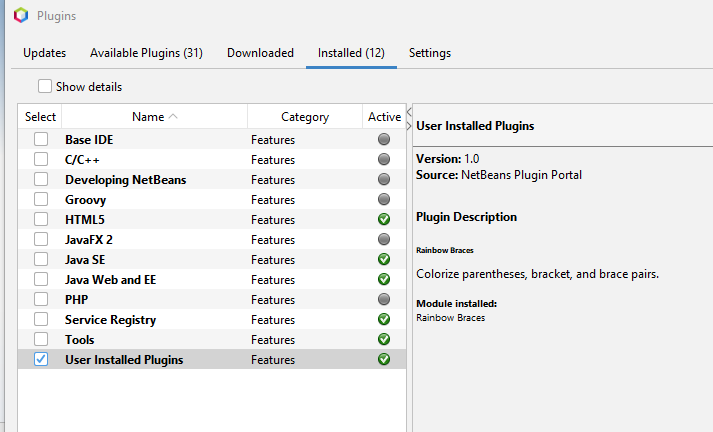 Plugins
Updates Available Plugins (31) Downloaded Installed (12) Settings
Show details
Select Name Category Active
Base IDE Features
C/C++ Features
Developing NetBeans Features
Groovy Features
HTML5 Features
JavaFX 2 Features
Java SE Features
Java Web and EE Features
PHP Features
Service Registry Features
Tools Features
User Installed Plugins Features
User Installed Plugins
Version: 1.0
Source: NetBeans Plugin Portal
Plugin Description
Rainbow Braces
Colorize parentheses, bracket, and brace pairs.
Module installed:
Rainbow Braces